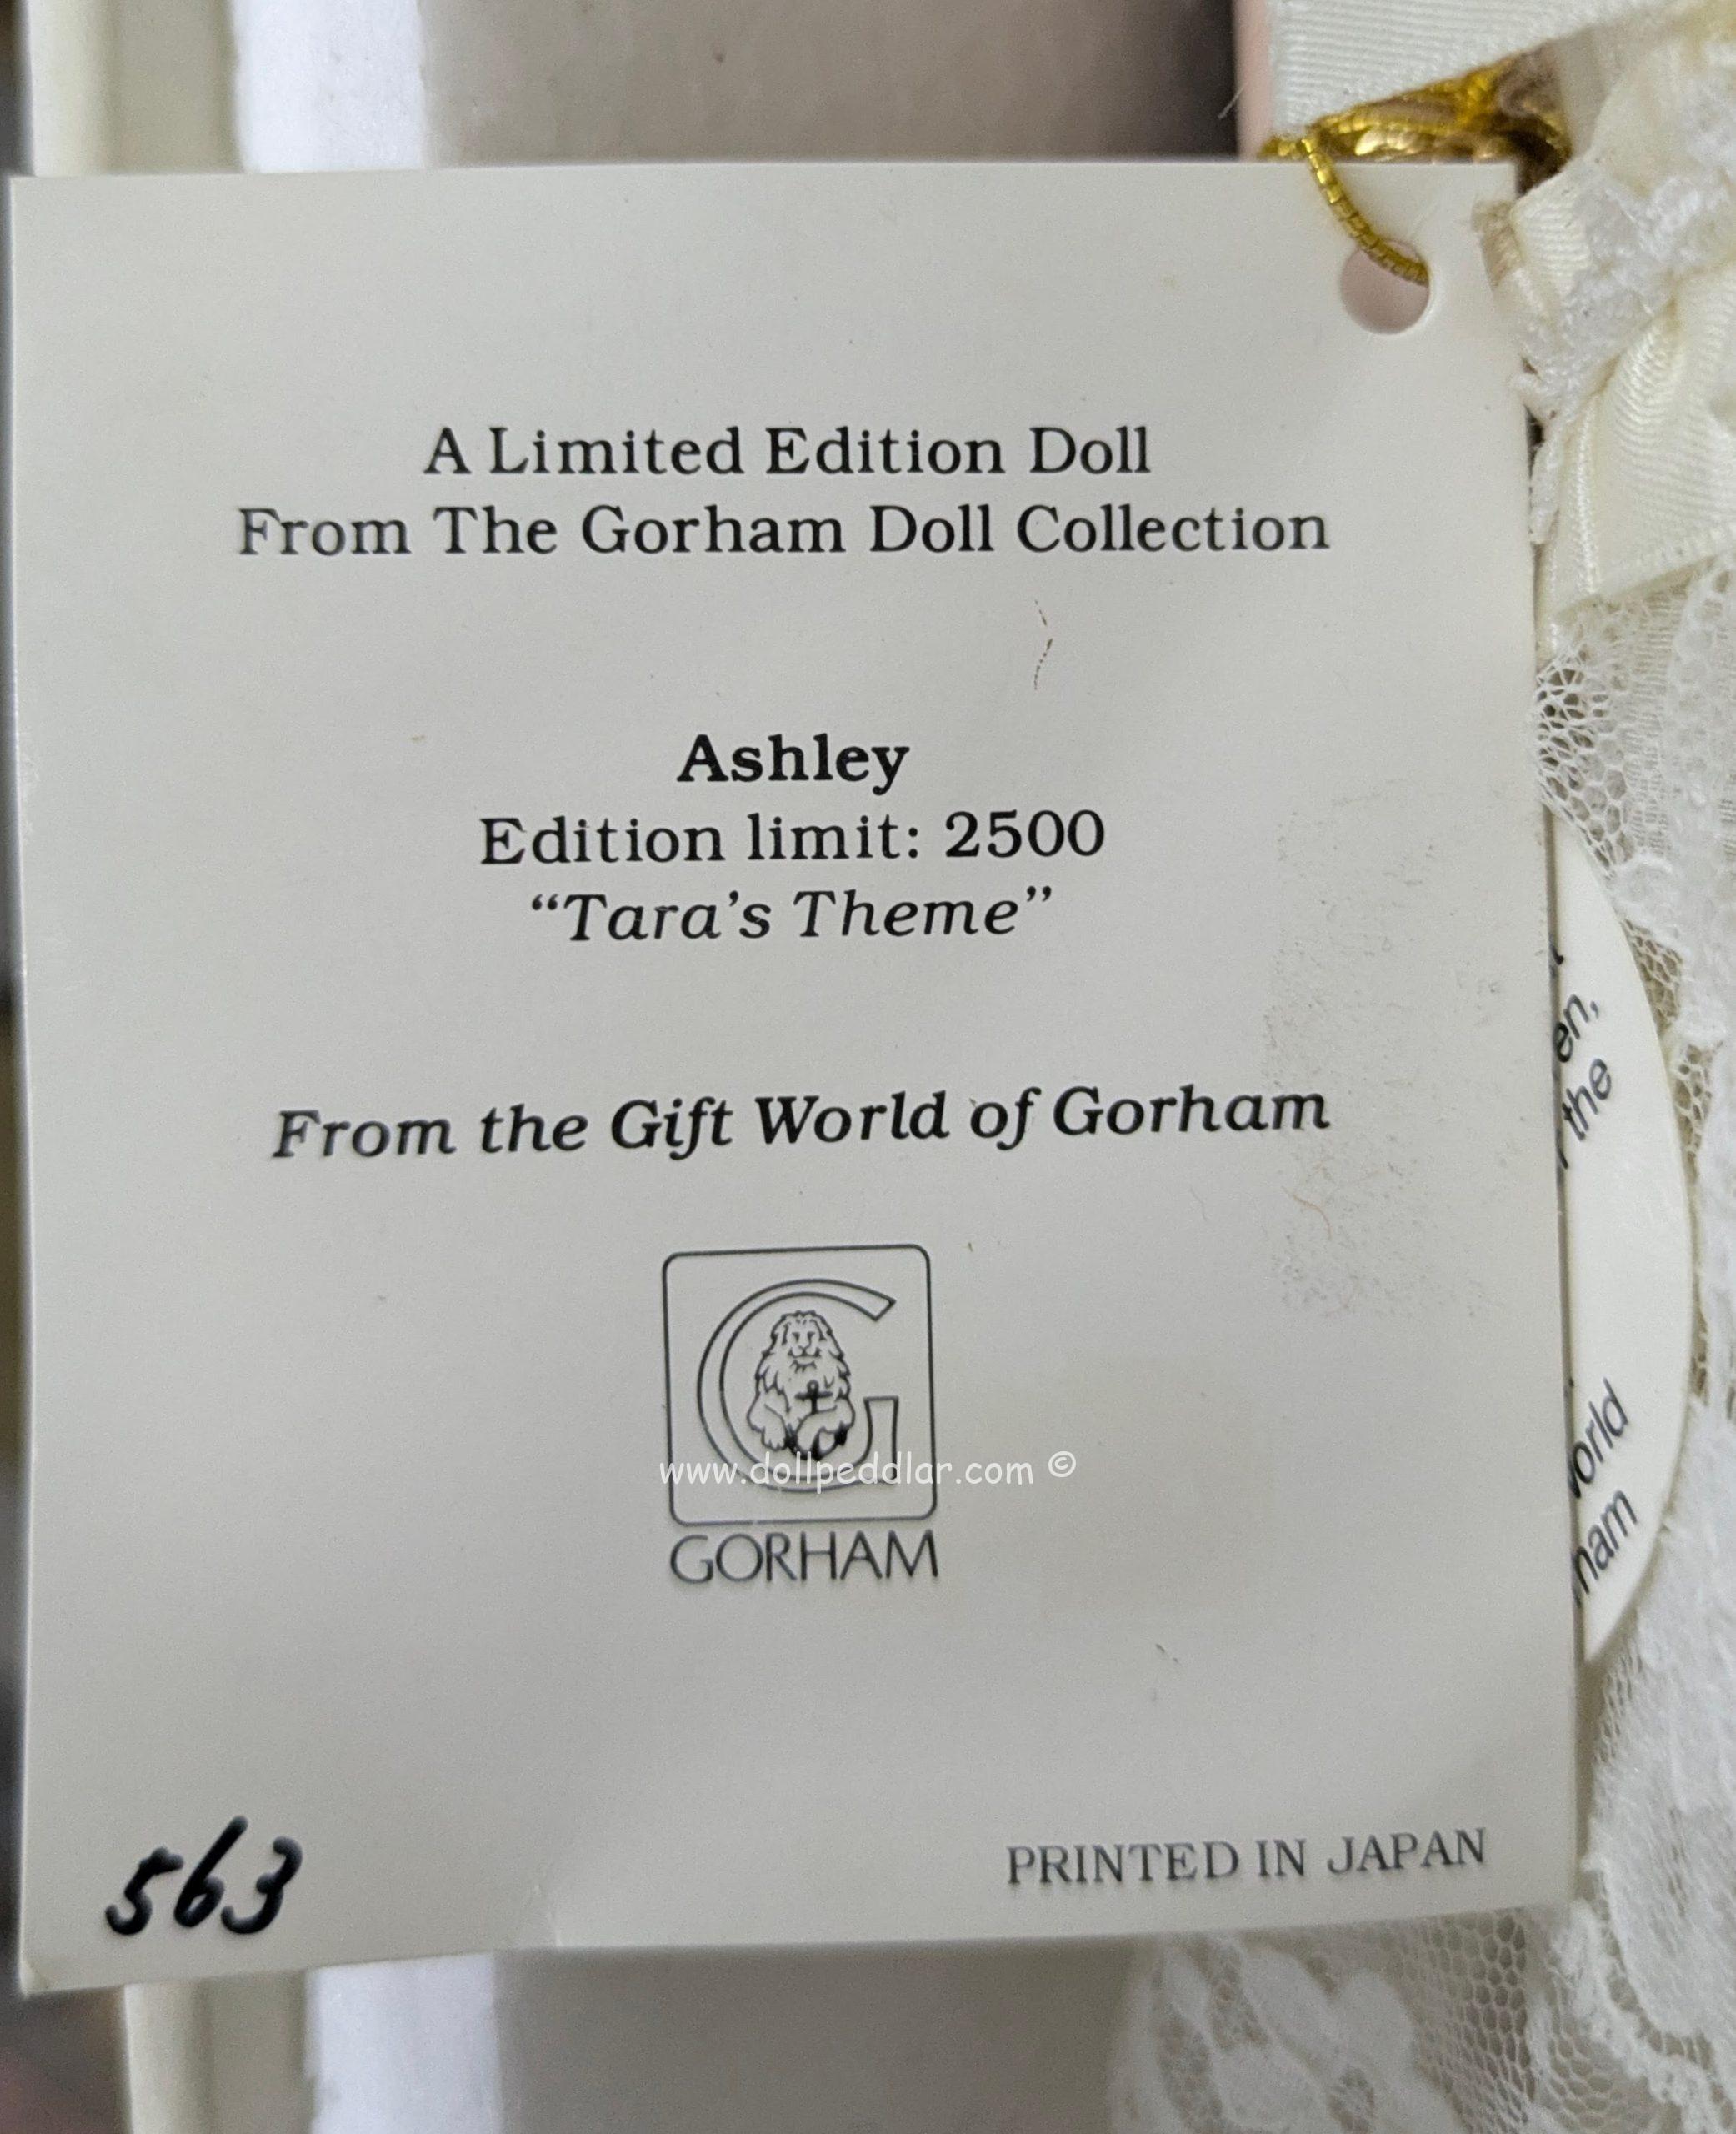 A Limited Edition Doll
From The Gorham Doll Collection
Ashley
Edition limit: 2500
“Tara’s Theme”
From the Gift World of Gorham
www.dollpeddlar.com ©
GORHAM
563
PRINTED IN JAPAN
the